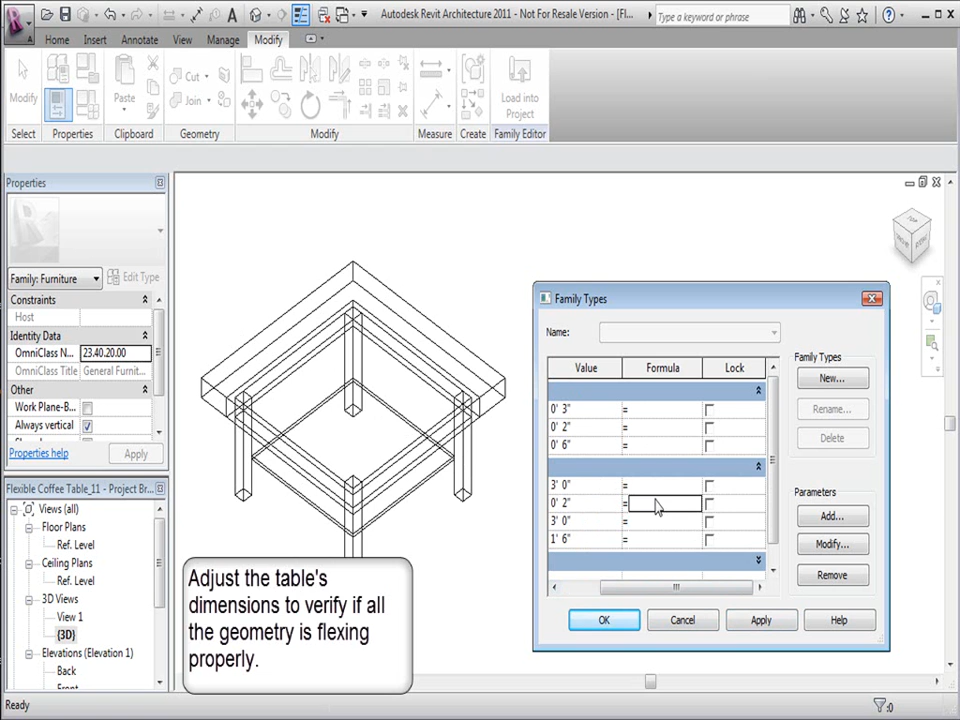 Autodesk Revit Architecture 2011 - Not For Resale Version - [Fl...
Type a keyword or phrase
Home Insert Annotate View Manage Modify
Modify
Paste
Cut
Join
Load into
Project
Select Properties Clipboard Geometry Modify Measure Create Family Editor
Properties
Family: Furniture
Edit Type
Constraints
Host
Identity Data
OmniClass N... 23.40.20.00
OmniClass Title General Furnit...
Other
Work Plane-B...
Always vertical
Properties help
Apply
Flexible Coffee Table_11 - Project Br...
Views (all)
Floor Plans
Ref. Level
Ceiling Plans
Ref. Level
3D Views
View 1
{3D}
Elevations (Elevation 1)
Back
Front
Ready
Adjust the table's
dimensions to verify if all
the geometry is flexing
properly.
Family Types
Name:
Value Formula Lock
0' 3" =
0' 2" =
0' 6" =
3' 0" =
0' 2" =
3' 0" =
1' 6" =
Family Types
New...
Rename...
Delete
Parameters
Add...
Modify...
Remove
OK Cancel Apply Help
:0